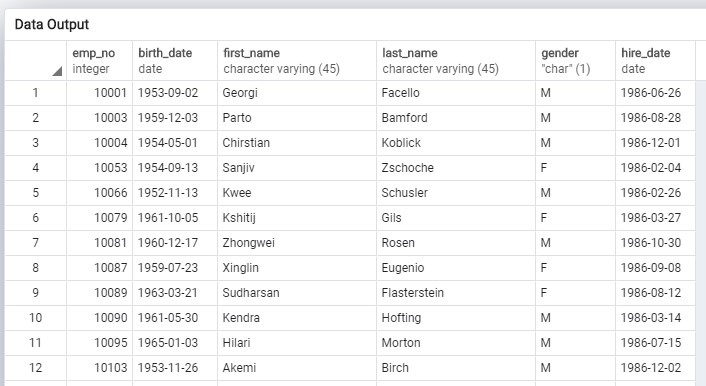 Data Output
emp_no birth_date first_name last_name gender hire_date
integer date character varying (45) character varying (45) "char" (1) date
1 10001 1953-09-02 Georgi Facello M 1986-06-26
2 10003 1959-12-03 Parto Bamford M 1986-08-28
3 10004 1954-05-01 Chirstian Koblick M 1986-12-01
4 10053 1954-09-13 Sanjiv Zschoche F 1986-02-04
5 10066 1952-11-13 Kwee Schusler M 1986-02-26
6 10079 1961-10-05 Kshitij Gils F 1986-03-27
7 10081 1960-12-17 Zhongwei Rosen M 1986-10-30
8 10087 1959-07-23 Xinglin Eugenio F 1986-09-08
9 10089 1963-03-21 Sudharsan Flasterstein F 1986-08-12
10 10090 1961-05-30 Kendra Hofting M 1986-03-14
11 10095 1965-01-03 Hilari Morton M 1986-07-15
12 10103 1953-11-26 Akemi Birch M 1986-12-02